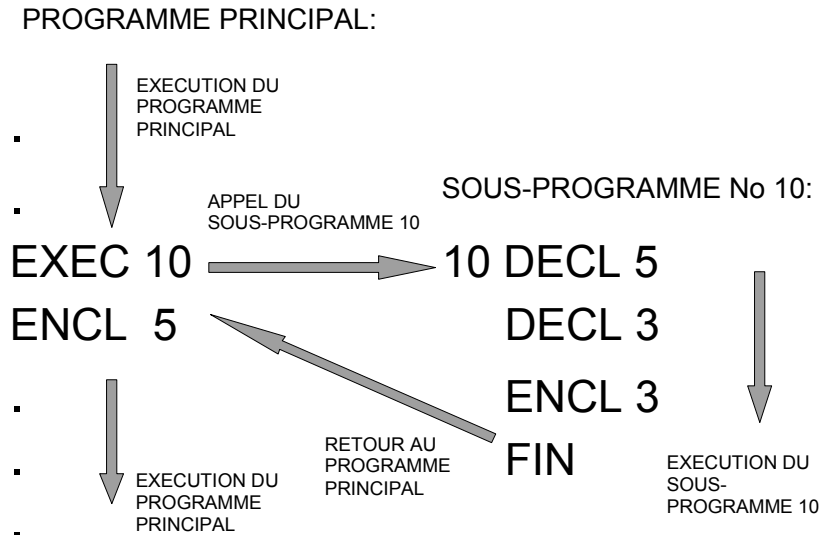 PROGRAMME PRINCIPAL:
EXECUTION DU
PROGRAMME
PRINCIPAL
APPEL DU
SOUS-PROGRAMME 10
SOUS-PROGRAMME No 10:
EXEC 10
10 DECL 5
ENCL 5
DECL 3
ENCL 3
RETOUR AU
PROGRAMME
PRINCIPAL
FIN
EXECUTION DU
SOUS-
PROGRAMME 10
EXECUTION DU
PROGRAMME
PRINCIPAL